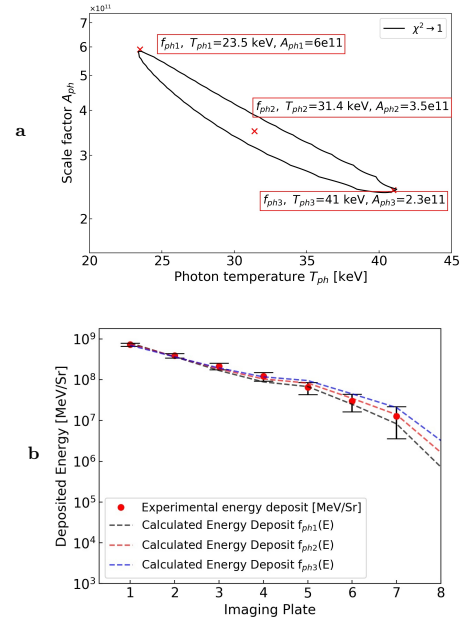 a
×10¹¹
7
6
5
4
3
2
Scale factor A_ph
χ² → 1
f_ph1, T_ph1=23.5 keV, A_ph1=6e11
f_ph2, T_ph2=31.4 keV, A_ph2=3.5e11
f_ph3, T_ph3=41 keV, A_ph3=2.3e11
20 25 30 35 40 45
Photon temperature T_ph [keV]
b
10⁹
10⁸
10⁷
10⁶
10⁵
10⁴
10³
Deposited Energy [MeV/Sr]
Experimental energy deposit [MeV/Sr]
Calculated Energy Deposit f_ph1(E)
Calculated Energy Deposit f_ph2(E)
Calculated Energy Deposit f_ph3(E)
1 2 3 4 5 6 7 8
Imaging Plate